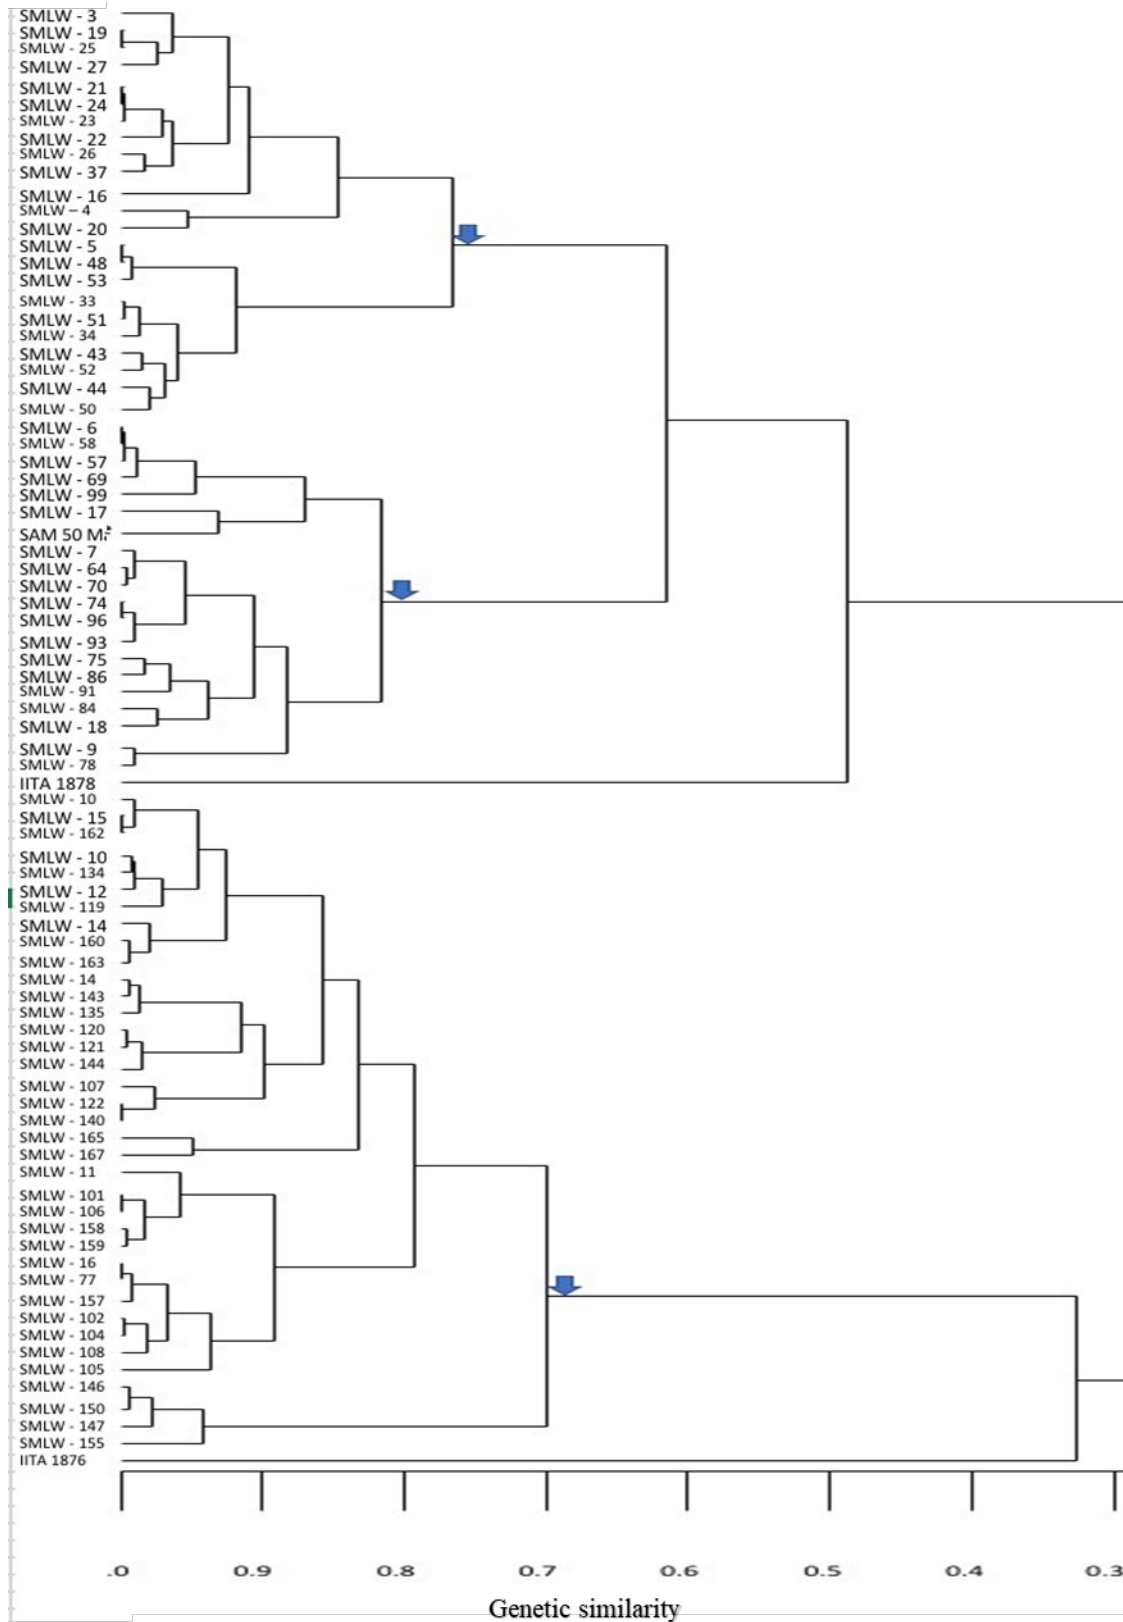 SMLW - 3
SMLW - 19
SMLW - 25
SMLW - 27
SMLW - 21
SMLW - 24
SMLW - 23
SMLW - 22
SMLW - 26
SMLW - 37
SMLW - 16
SMLW – 4
SMLW - 20
SMLW - 5
SMLW - 48
SMLW - 53
SMLW - 33
SMLW - 51
SMLW - 34
SMLW - 43
SMLW - 52
SMLW - 44
SMLW - 50
SMLW - 6
SMLW - 58
SMLW - 57
SMLW - 69
SMLW - 99
SMLW - 17
SAM 50
SMLW - 7
SMLW - 64
SMLW - 70
SMLW - 74
SMLW - 96
SMLW - 93
SMLW - 75
SMLW - 86
SMLW - 91
SMLW - 84
SMLW - 18
SMLW - 9
SMLW - 78
IITA 1878
SMLW - 10
SMLW - 15
SMLW - 162
SMLW - 10
SMLW - 134
SMLW - 12
SMLW - 119
SMLW - 14
SMLW - 160
SMLW - 163
SMLW - 14
SMLW - 143
SMLW - 135
SMLW - 120
SMLW - 121
SMLW - 144
SMLW - 107
SMLW - 122
SMLW - 140
SMLW - 165
SMLW - 167
SMLW - 11
SMLW - 101
SMLW - 106
SMLW - 158
SMLW - 159
SMLW - 16
SMLW - 77
SMLW - 157
SMLW - 102
SMLW - 104
SMLW - 108
SMLW - 105
SMLW - 146
SMLW - 150
SMLW - 147
SMLW - 155
IITA 1876
.0 0.9 0.8 0.7 0.6 0.5 0.4 0.3
Genetic similarity